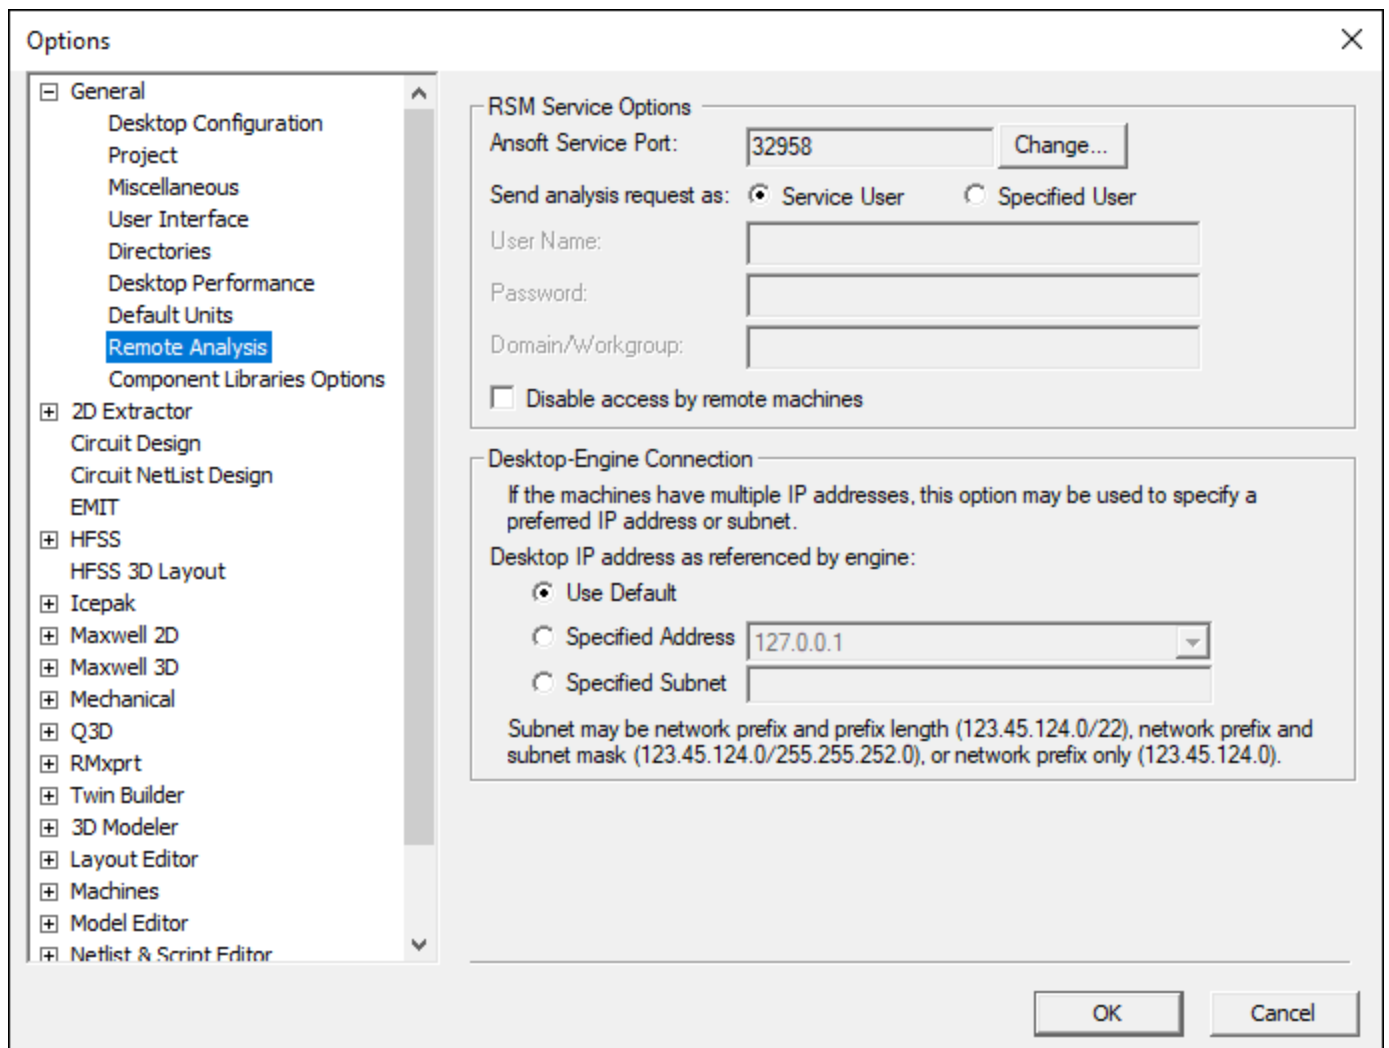 Options
General
Desktop Configuration
Project
Miscellaneous
User Interface
Directories
Desktop Performance
Default Units
Remote Analysis
Component Libraries Options
2D Extractor
Circuit Design
Circuit NetList Design
EMIT
HFSS
HFSS 3D Layout
Icepak
Maxwell 2D
Maxwell 3D
Mechanical
Q3D
RMxprt
Twin Builder
3D Modeler
Layout Editor
Machines
Model Editor
Netlist & Script Editor
RSM Service Options
Ansoft Service Port: 32958 Change...
Send analysis request as: Service User Specified User
User Name:
Password:
Domain/Workgroup:
Disable access by remote machines
Desktop-Engine Connection
If the machines have multiple IP addresses, this option may be used to specify a
preferred IP address or subnet.
Desktop IP address as referenced by engine:
Use Default
Specified Address 127.0.0.1
Specified Subnet
Subnet may be network prefix and prefix length (123.45.124.0/22), network prefix and
subnet mask (123.45.124.0/255.255.252.0), or network prefix only (123.45.124.0).
OK Cancel